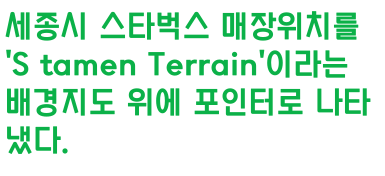 세종시 스타벅스 매장위치를
'S tamen Terrain'이라는
배경지도 위에 포인터로 나타
냈다.